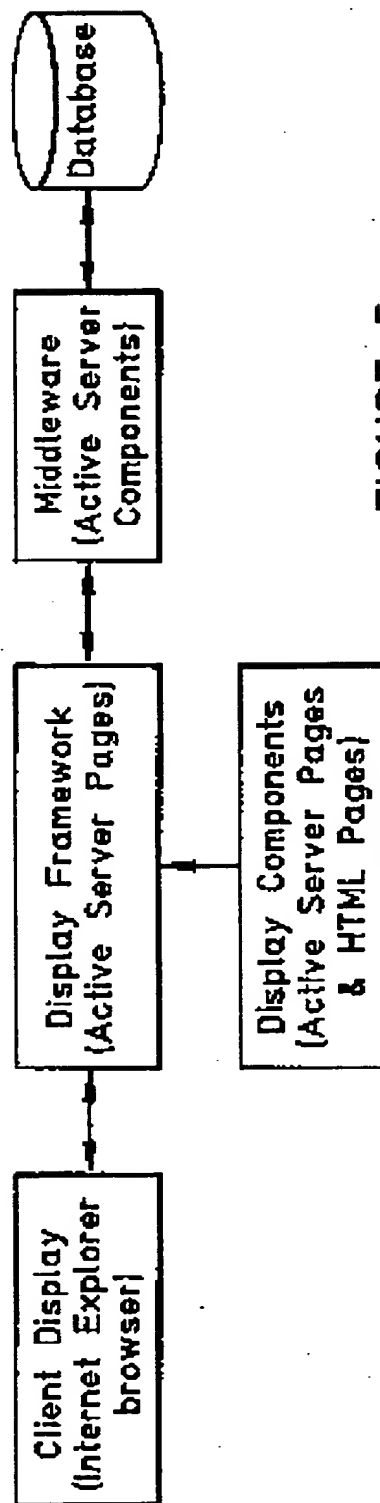 Client Display
(Internet Explorer
browser)
Display Framework
(Active Server Pages)
Middleware
(Active Server
Components)
Database
Display Components
(Active Server Pages
& HTML Pages)